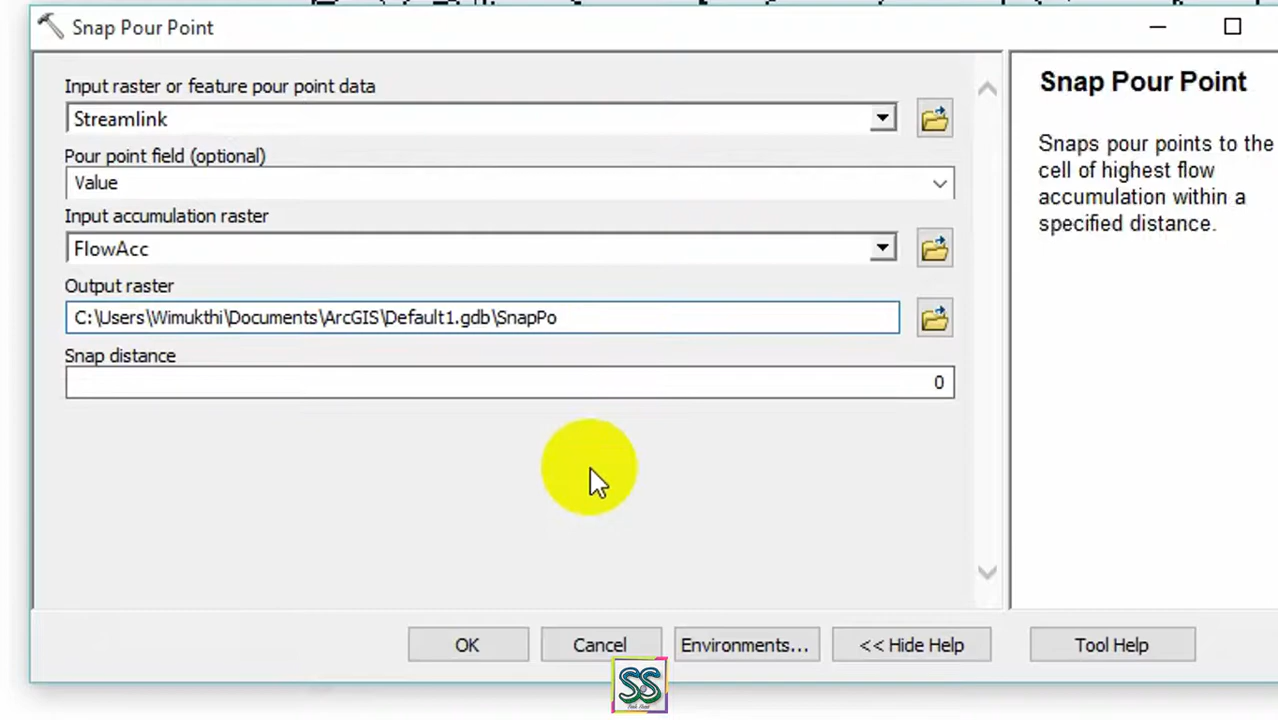 Snap Pour Point
Input raster or feature pour point data
Streamlink
Pour point field (optional)
Value
Input accumulation raster
FlowAcc
Output raster
C:\Users\Wimukthi\Documents\ArcGIS\Default1.gdb\SnapPo
Snap distance
0
OK
Cancel
Environments...
<< Hide Help
Tool Help
Snap Pour Point
Snaps pour points to the
cell of highest flow
accumulation within a
specified distance.
SS